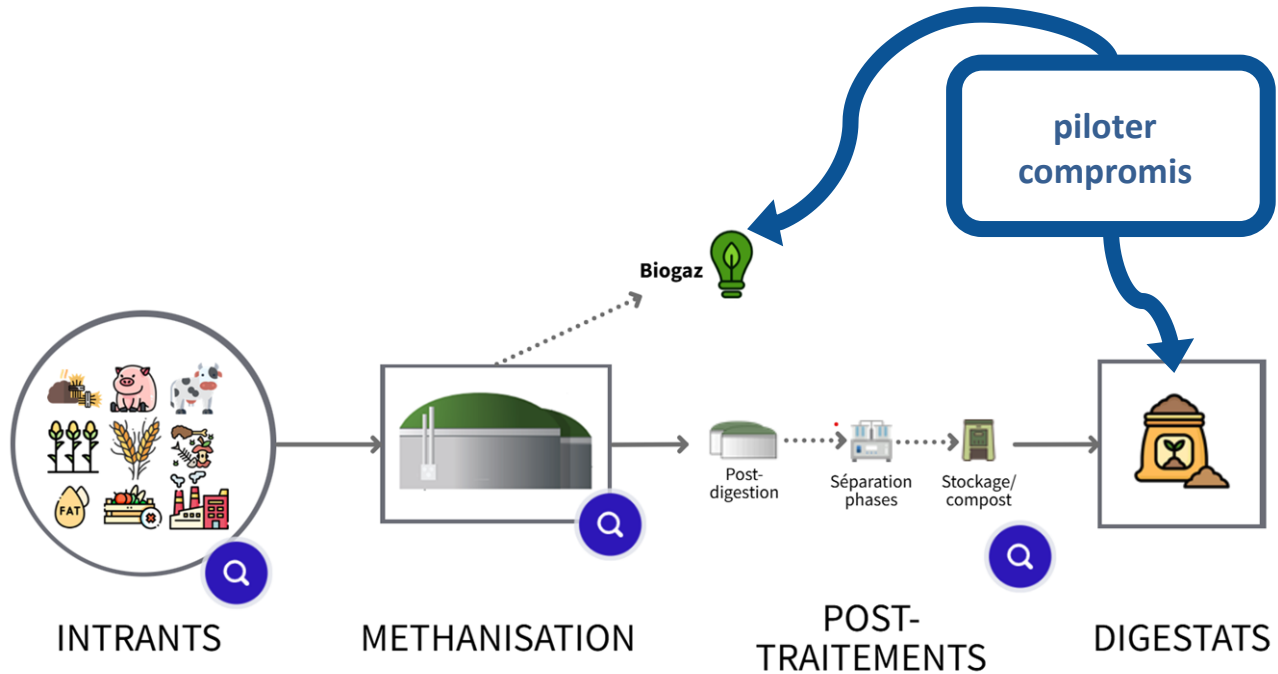 piloter
compromis
Biogaz
FAT
Post-
digestion
Séparation
phases
Stockage/
compost
INTRANTS
METHANISATION
POST-
TRAITEMENTS
DIGESTATS